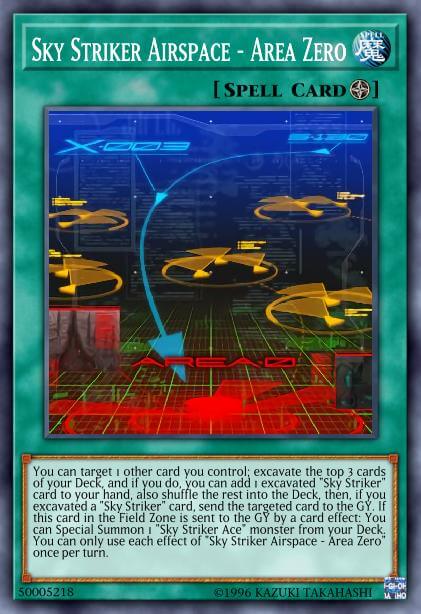 SKY STRIKER AIRSPACE - AREA ZERO
SPELL
魔
[SPELL CARD]
X-003
S-130
AREA-0
You can target 1 other card you control; excavate the top 3 cards
of your Deck, and if you do, you can add 1 excavated "Sky Striker"
card to your hand, also shuffle the rest into the Deck, then, if you
excavated a "Sky Striker" card, send the targeted card to the GY. If
this card in the Field Zone is sent to the GY by a card effect: You
can Special Summon 1 "Sky Striker Ace" monster from your Deck.
You can only use each effect of "Sky Striker Airspace - Area Zero"
once per turn.
50005218
©1996 KAZUKI TAKAHASHI